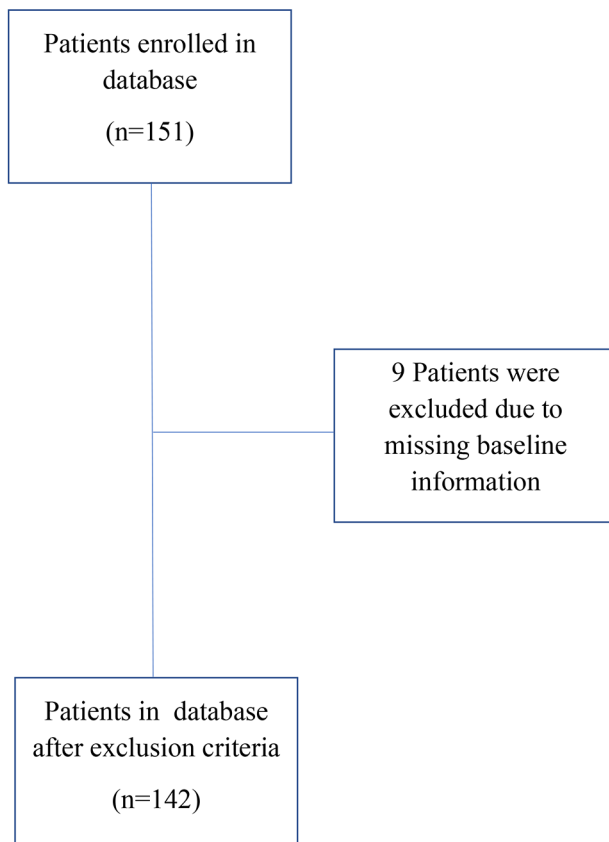 Patients enrolled in
database
(n=151)
9 Patients were
excluded due to
missing baseline
information
Patients in  database
after exclusion criteria
(n=142)